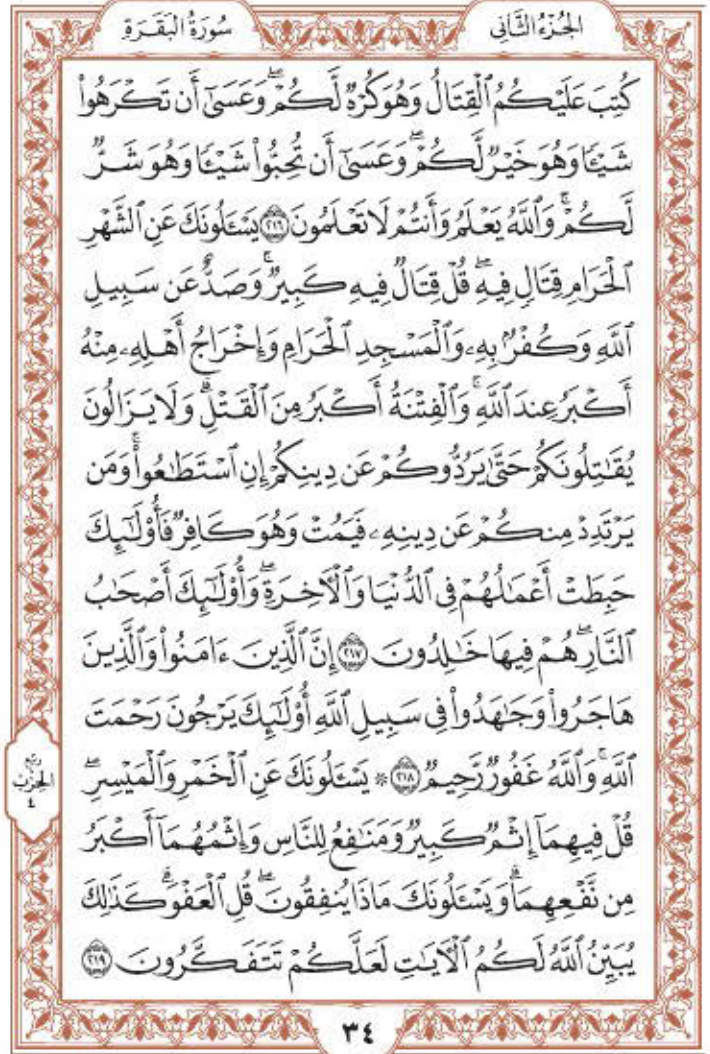 سُورَةُ الْبَقَرَةِ
الجُزْءُ الثَّانِي
كُتِبَ عَلَيْكُمُ ٱلْقِتَالُ وَهُوَ كُرْهٌ لَّكُمْۖ وَعَسَىٰٓ أَن تَكْرَهُوا۟
شَيْـًٔا وَهُوَ خَيْرٌ لَّكُمْۖ وَعَسَىٰٓ أَن تُحِبُّوا۟ شَيْـًٔا وَهُوَ شَرٌّ
لَّكُمْۚ وَٱللَّهُ يَعْلَمُ وَأَنتُمْ لَا تَعْلَمُونَ ٢١٦ يَسْـَٔلُونَكَ عَنِ ٱلشَّهْرِ
ٱلْحَرَامِ قِتَالٍ فِيهِۖ قُلْ قِتَالٌ فِيهِ كَبِيرٌۚ وَصَدٌّ عَن سَبِيلِ
ٱللَّهِ وَكُفْرٌۢ بِهِۦ وَٱلْمَسْجِدِ ٱلْحَرَامِ وَإِخْرَاجُ أَهْلِهِۦ مِنْهُ
أَكْبَرُ عِندَ ٱللَّهِۚ وَٱلْفِتْنَةُ أَكْبَرُ مِنَ ٱلْقَتْلِۗ وَلَا يَزَالُونَ
يُقَـٰتِلُونَكُمْ حَتَّىٰ يَرُدُّوكُمْ عَن دِينِكُمْ إِنِ ٱسْتَطَـٰعُوا۟ۚ وَمَن
يَرْتَدِدْ مِنكُمْ عَن دِينِهِۦ فَيَمُتْ وَهُوَ كَافِرٌ فَأُو۟لَـٰٓئِكَ
حَبِطَتْ أَعْمَـٰلُهُمْ فِى ٱلدُّنْيَا وَٱلْـَٔاخِرَةِۖ وَأُو۟لَـٰٓئِكَ أَصْحَـٰبُ
ٱلنَّارِۖ هُمْ فِيهَا خَـٰلِدُونَ ٢١٧ إِنَّ ٱلَّذِينَ ءَامَنُوا۟ وَٱلَّذِينَ
هَاجَرُوا۟ وَجَـٰهَدُوا۟ فِى سَبِيلِ ٱللَّهِ أُو۟لَـٰٓئِكَ يَرْجُونَ رَحْمَتَ
ٱللَّهِۚ وَٱللَّهُ غَفُورٌ رَّحِيمٌ ٢١٨ ۞ يَسْـَٔلُونَكَ عَنِ ٱلْخَمْرِ وَٱلْمَيْسِرِۖ
رُبْعُ
الحِزْبِ
٤
قُلْ فِيهِمَآ إِثْمٌ كَبِيرٌ وَمَنَـٰفِعُ لِلنَّاسِ وَإِثْمُهُمَآ أَكْبَرُ
مِن نَّفْعِهِمَاۗ وَيَسْـَٔلُونَكَ مَاذَا يُنفِقُونَۖ قُلِ ٱلْعَفْوَۗ كَذَٰلِكَ
يُبَيِّنُ ٱللَّهُ لَكُمُ ٱلْـَٔايَـٰتِ لَعَلَّكُمْ تَتَفَكَّرُونَ ٢١٩
٣٤